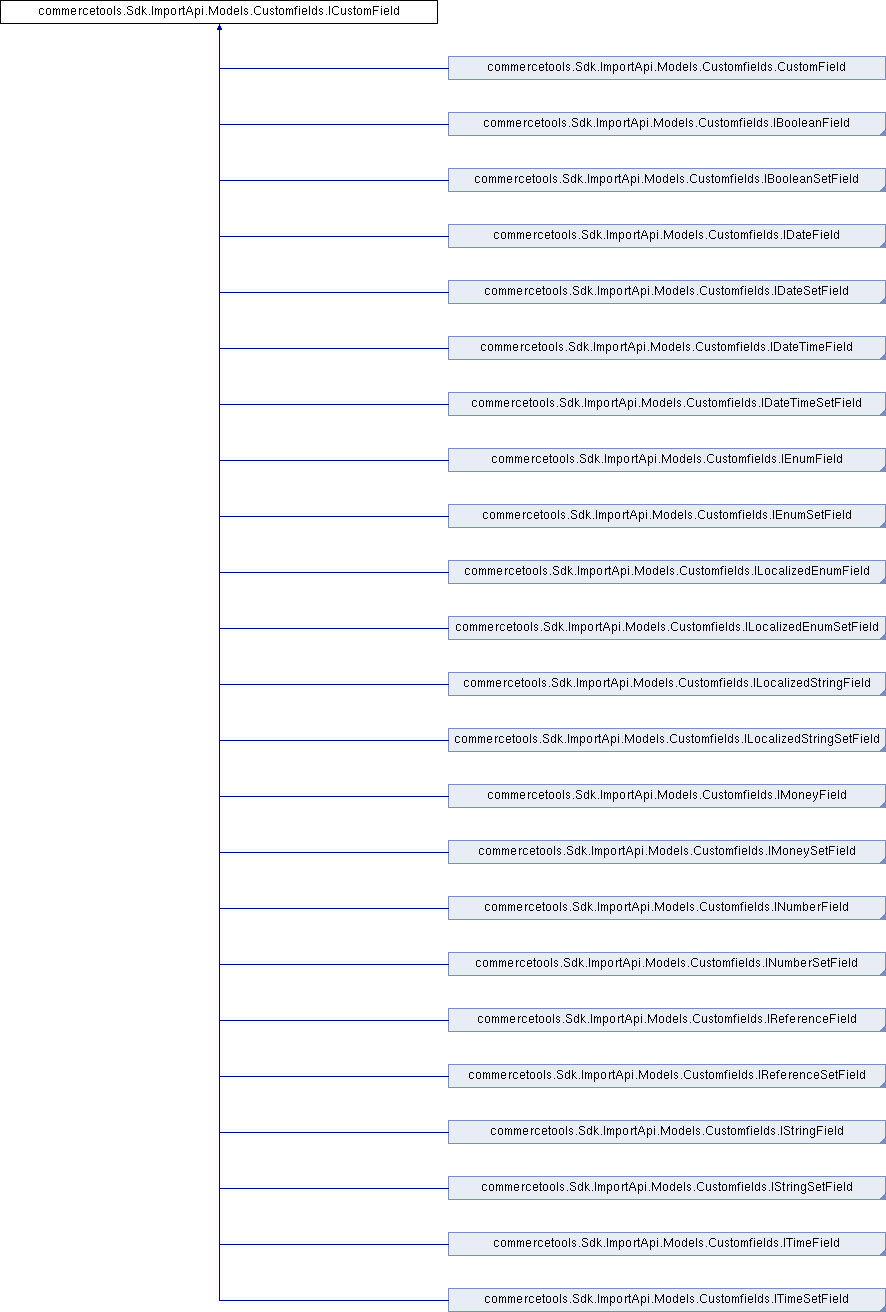 commercetools.Sdk.ImportApi.Models.Customfields.ICustomField
commercetools.Sdk.ImportApi.Models.Customfields.CustomField
commercetools.Sdk.ImportApi.Models.Customfields.IBooleanField
commercetools.Sdk.ImportApi.Models.Customfields.IBooleanSetField
commercetools.Sdk.ImportApi.Models.Customfields.IDateField
commercetools.Sdk.ImportApi.Models.Customfields.IDateSetField
commercetools.Sdk.ImportApi.Models.Customfields.IDateTimeField
commercetools.Sdk.ImportApi.Models.Customfields.IDateTimeSetField
commercetools.Sdk.ImportApi.Models.Customfields.IEnumField
commercetools.Sdk.ImportApi.Models.Customfields.IEnumSetField
commercetools.Sdk.ImportApi.Models.Customfields.ILocalizedEnumField
commercetools.Sdk.ImportApi.Models.Customfields.ILocalizedEnumSetField
commercetools.Sdk.ImportApi.Models.Customfields.ILocalizedStringField
commercetools.Sdk.ImportApi.Models.Customfields.ILocalizedStringSetField
commercetools.Sdk.ImportApi.Models.Customfields.IMoneyField
commercetools.Sdk.ImportApi.Models.Customfields.IMoneySetField
commercetools.Sdk.ImportApi.Models.Customfields.INumberField
commercetools.Sdk.ImportApi.Models.Customfields.INumberSetField
commercetools.Sdk.ImportApi.Models.Customfields.IReferenceField
commercetools.Sdk.ImportApi.Models.Customfields.IReferenceSetField
commercetools.Sdk.ImportApi.Models.Customfields.IStringField
commercetools.Sdk.ImportApi.Models.Customfields.IStringSetField
commercetools.Sdk.ImportApi.Models.Customfields.ITimeField
commercetools.Sdk.ImportApi.Models.Customfields.ITimeSetField